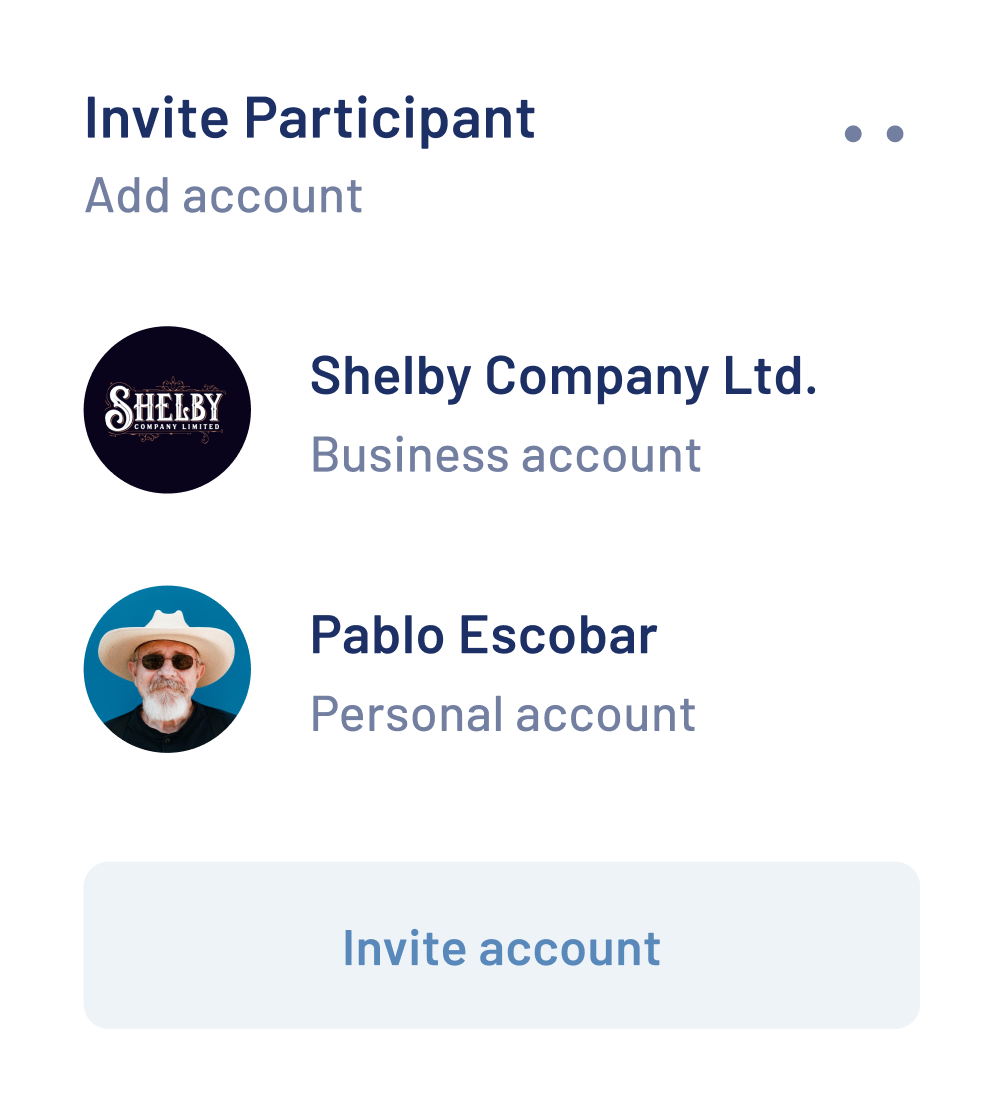 Invite Participant
Add account
SHELBY
COMPANY LIMITED
Shelby Company Ltd.
Business account
Pablo Escobar
Personal account
Invite account